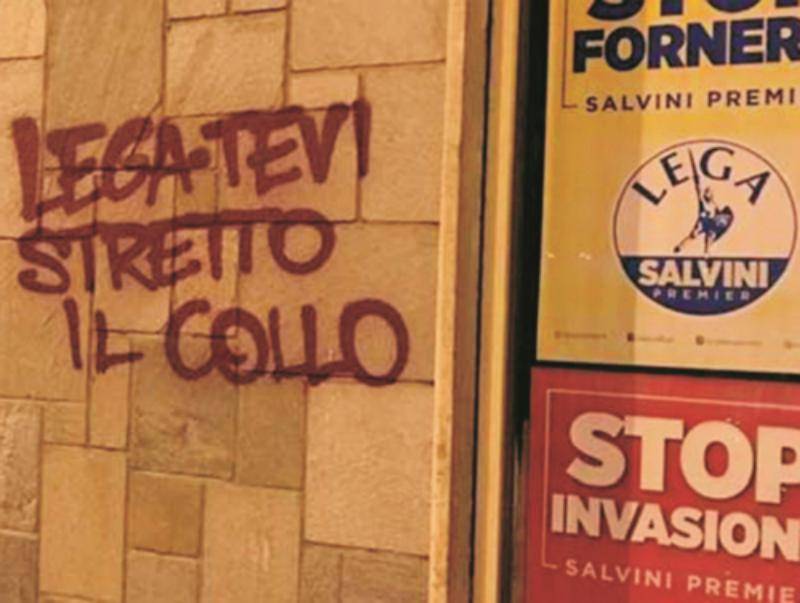 LEGA-TEVI
STRETTO
IL COLLO
FORNER
SALVINI PREMI
LEGA
SALVINI
PREMIER
STOP
INVASION
SALVINI PREMIE